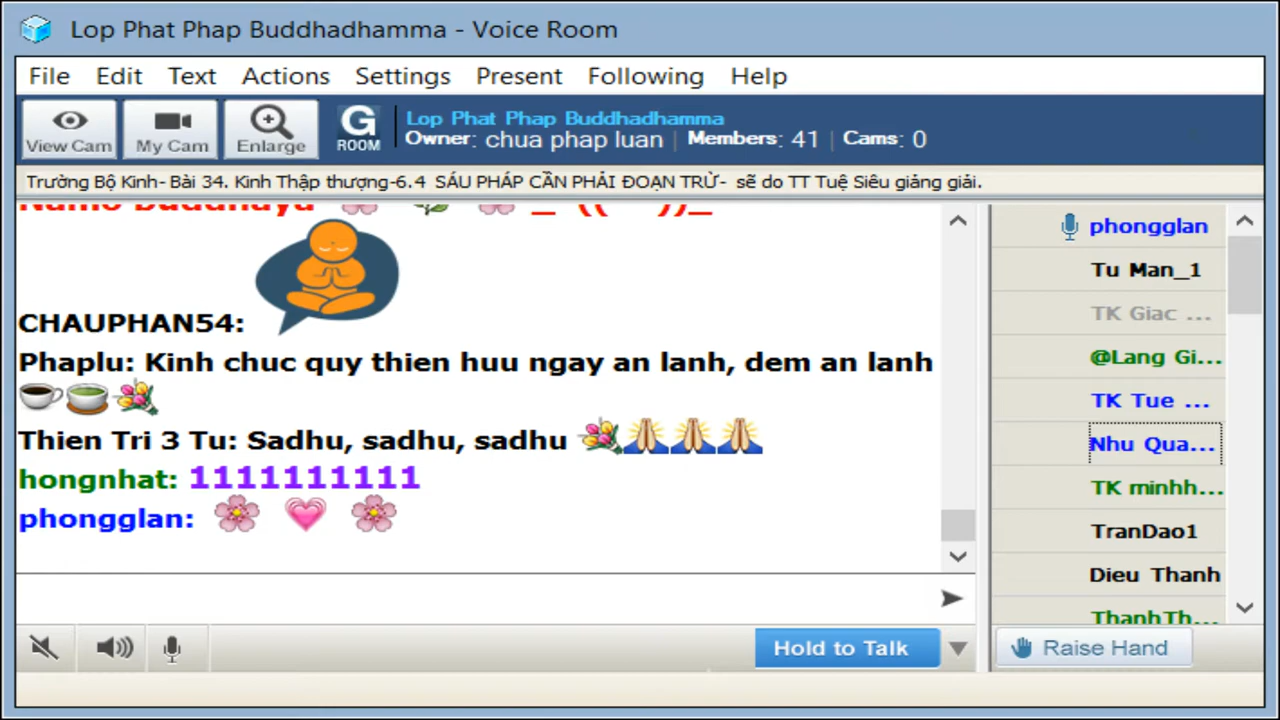 Lop Phat Phap Buddhadhamma - Voice Room
File Edit Text Actions Settings Present Following Help
View Cam My Cam Enlarge G ROOM
Lop Phat Phap Buddhadhamma
Owner: chua phap luan | Members: 41 | Cams: 0
Trường Bộ Kinh- Bài 34. Kinh Thập thượng-6.4 SÁU PHÁP CẦN PHẢI ĐOẠN TRỪ- sẽ do TT Tuệ Siêu giảng giải.
Namo Buddhaya
CHAUPHAN54:
Phaplu: Kinh chuc quy thien huu ngay an lanh, dem an lanh
Thien Tri 3 Tu: Sadhu, sadhu, sadhu
hongnhat: 1111111111
phongglan:
phongglan
Tu Man_1
TK Giac ...
@Lang Gi...
TK Tue ...
Nhu Qua...
TK minhh...
TranDao1
Dieu Thanh
ThanhTh...
Hold to Talk
Raise Hand